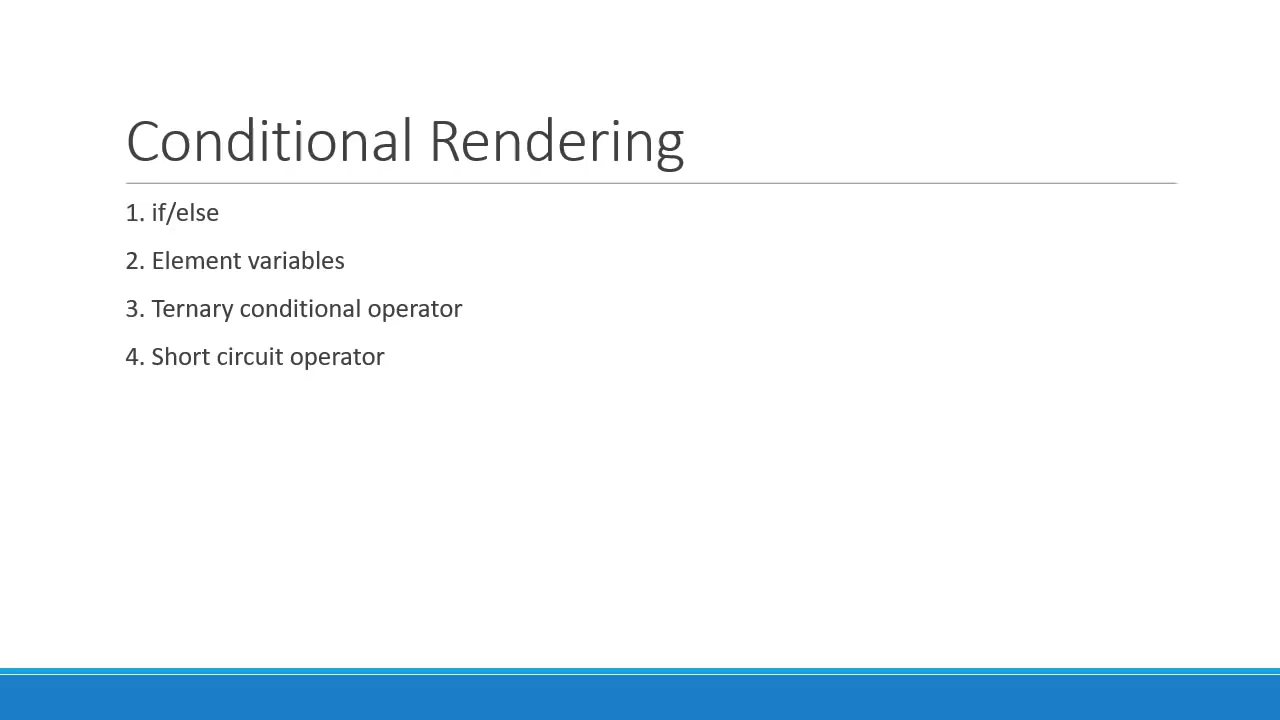 Conditional Rendering
1. if/else
2. Element variables
3. Ternary conditional operator
4. Short circuit operator